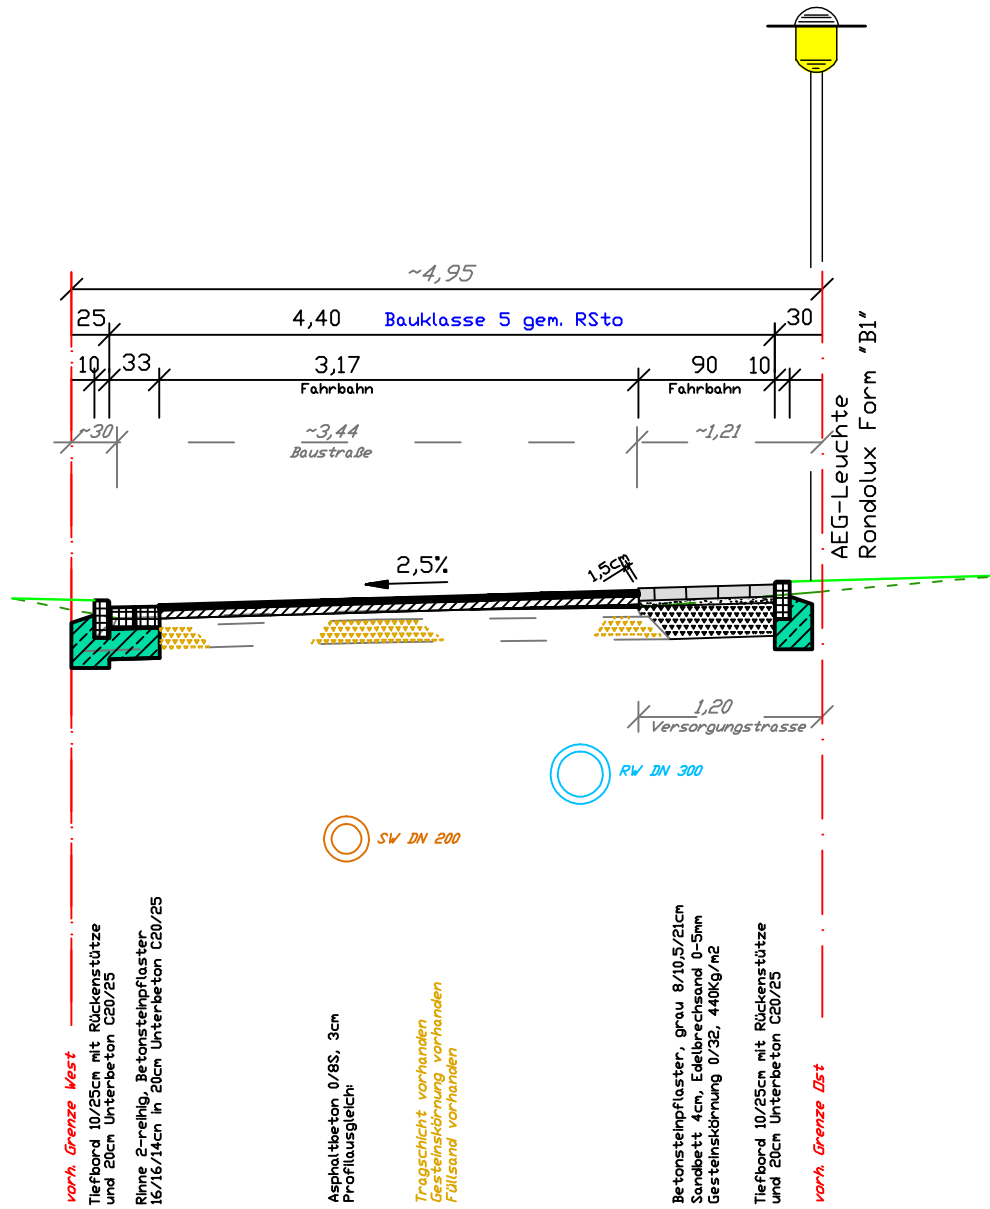 ~4,95
25
4,40
Bauklasse 5 gem. RSto
30
10
33
3,17
90
10
Fahrbahn
Fahrbahn
~30
~3,44
~1,21
Baustraße
AEG-Leuchte
Rondolux Form "B1"
2,5%
1,5cm
1,20
Versorgungstrasse
RW DN 300
SW DN 200
vorh. Grenze West
Tiefbord 10/25cm mit Rückenstütze
und 20cm Unterbeton C20/25
Rinne 2-reihig, Betonsteinpflaster
16/16/14cm in 20cm Unterbeton C20/25
Asphaltbeton 0/8S, 3cm
Profilausgleich:
Tragschicht vorhanden
Gesteinskörnung vorhanden
Füllsand vorhanden
Betonsteinpflaster, grau 8/10,5/21cm
Sandbett 4cm, Edelbrechsand 0-5mm
Gesteinskörnung 0/32, 440Kg/m2
Tiefbord 10/25cm mit Rückenstütze
und 20cm Unterbeton C20/25
vorh. Grenze Ost